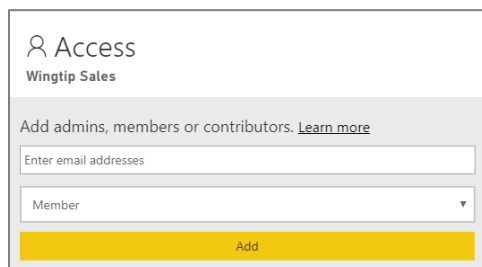 Access
Wingtip Sales
Add admins, members or contributors. Learn more
Enter email addresses
Member
Add